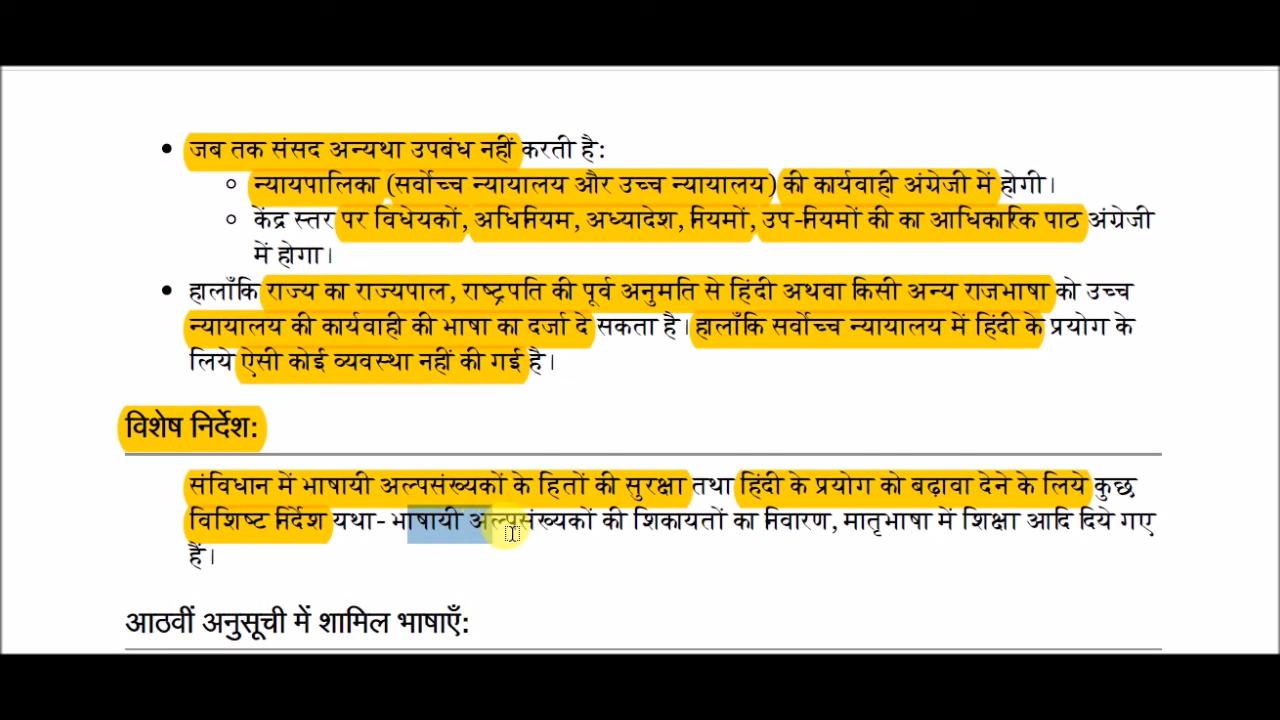 जब तक संसद अन्यथा उपबंध नहीं करती है:
न्यायपालिका (सर्वोच्च न्यायालय और उच्च न्यायालय) की कार्यवाही अंग्रेजी में होगी।
केंद्र स्तर पर विधेयकों, अधिनियम, अध्यादेश, नियमों, उप-नियमों की का आधिकारिक पाठ अंग्रेजी
में होगा।
हालाँकि राज्य का राज्यपाल, राष्ट्रपति की पूर्व अनुमति से हिंदी अथवा किसी अन्य राजभाषा को उच्च
न्यायालय की कार्यवाही की भाषा का दर्जा दे सकता है। हालाँकि सर्वोच्च न्यायालय में हिंदी के प्रयोग के
लिये ऐसी कोई व्यवस्था नहीं की गई है।
विशेष निर्देश:
संविधान में भाषायी अल्पसंख्यकों के हितों की सुरक्षा तथा हिंदी के प्रयोग को बढ़ावा देने के लिये कुछ
विशिष्ट निर्देश यथा- भाषायी अल्पसंख्यकों की शिकायतों का निवारण, मातृभाषा में शिक्षा आदि दिये गए
हैं।
आठवीं अनुसूची में शामिल भाषाएँ: